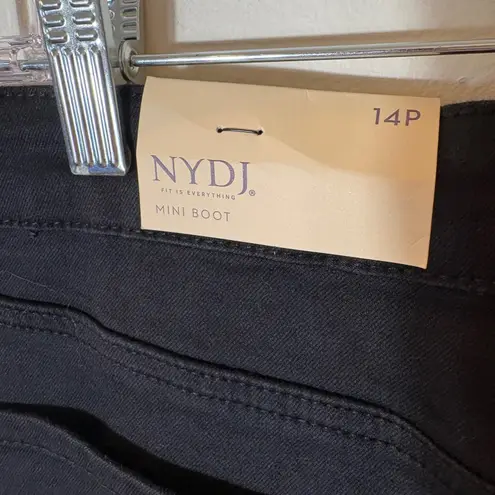 14P
NYDJ®
FIT IS EVERYTHING
MINI BOOT